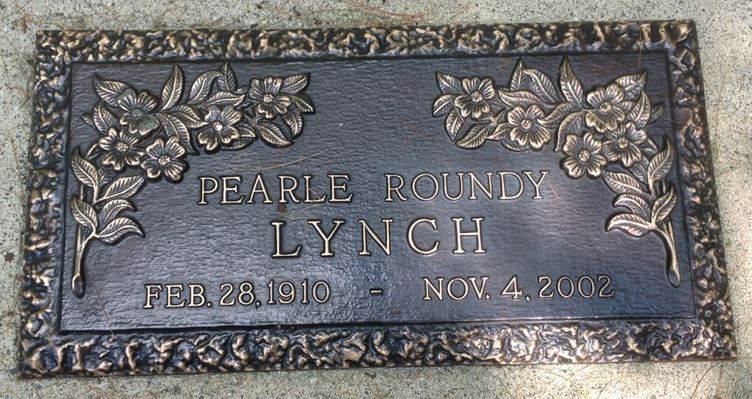 PEARLE ROUNDY
LYNCH
FEB. 28, 1910 - NOV. 4, 2002